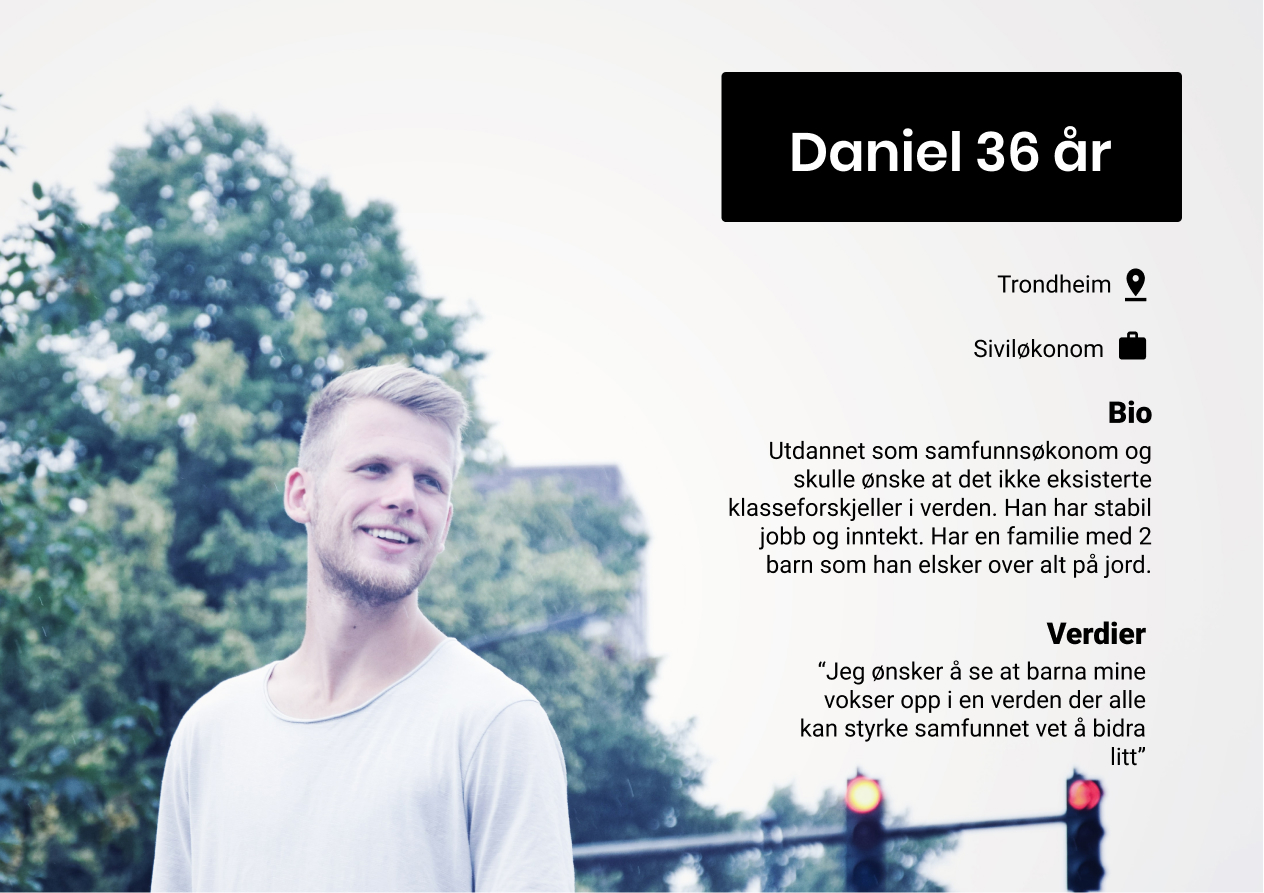 Daniel 36 år
Trondheim
Siviløkonom
Bio
Utdannet som samfunnsøkonom og
skulle ønske at det ikke eksisterte
klasseforskjeller i verden. Han har stabil
jobb og inntekt. Har en familie med 2
barn som han elsker over alt på jord.
Verdier
“Jeg ønsker å se at barna mine
vokser opp i en verden der alle
kan styrke samfunnet vet å bidra
litt”